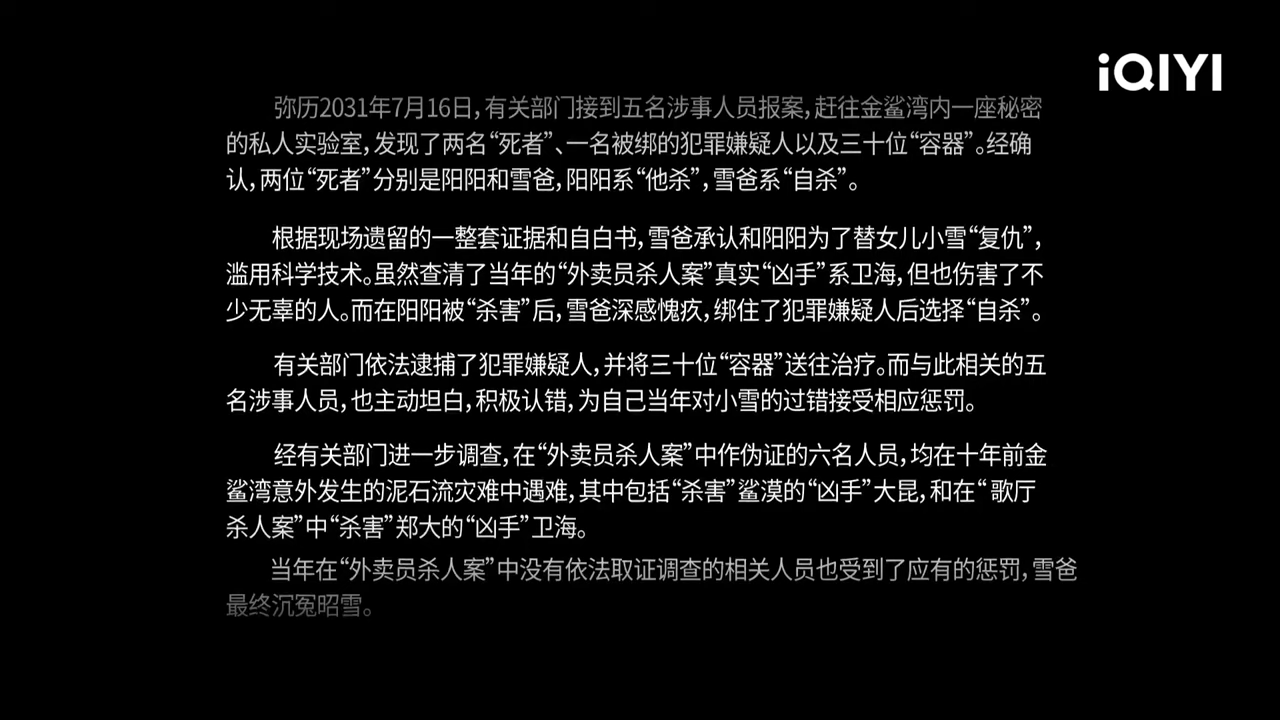 iQIYI
弥历2031年7月16日，有关部门接到五名涉事人员报案，赶往金鲨湾内一座秘密
的私人实验室，发现了两名“死者”、一名被绑的犯罪嫌疑人以及三十位“容器”。经确
认，两位“死者”分别是阳阳和雪爸，阳阳系“他杀”，雪爸系“自杀”。
根据现场遗留的一整套证据和自白书，雪爸承认和阳阳为了替女儿小雪“复仇”，
滥用科学技术。虽然查清了当年的“外卖员杀人案”真实“凶手”系卫海，但也伤害了不
少无辜的人。而在阳阳被“杀害”后，雪爸深感愧疚，绑住了犯罪嫌疑人后选择“自杀”。
有关部门依法逮捕了犯罪嫌疑人，并将三十位“容器”送往治疗。而与此相关的五
名涉事人员，也主动坦白，积极认错，为自己当年对小雪的过错接受相应惩罚。
经有关部门进一步调查，在“外卖员杀人案”中作伪证的六名人员，均在十年前金
鲨湾意外发生的泥石流灾难中遇难，其中包括“杀害”鲨漠的“凶手”大昆，和在“歌厅
杀人案”中“杀害”郑大的“凶手”卫海。
当年在“外卖员杀人案”中没有依法取证调查的相关人员也受到了应有的惩罚，雪爸
最终沉冤昭雪。